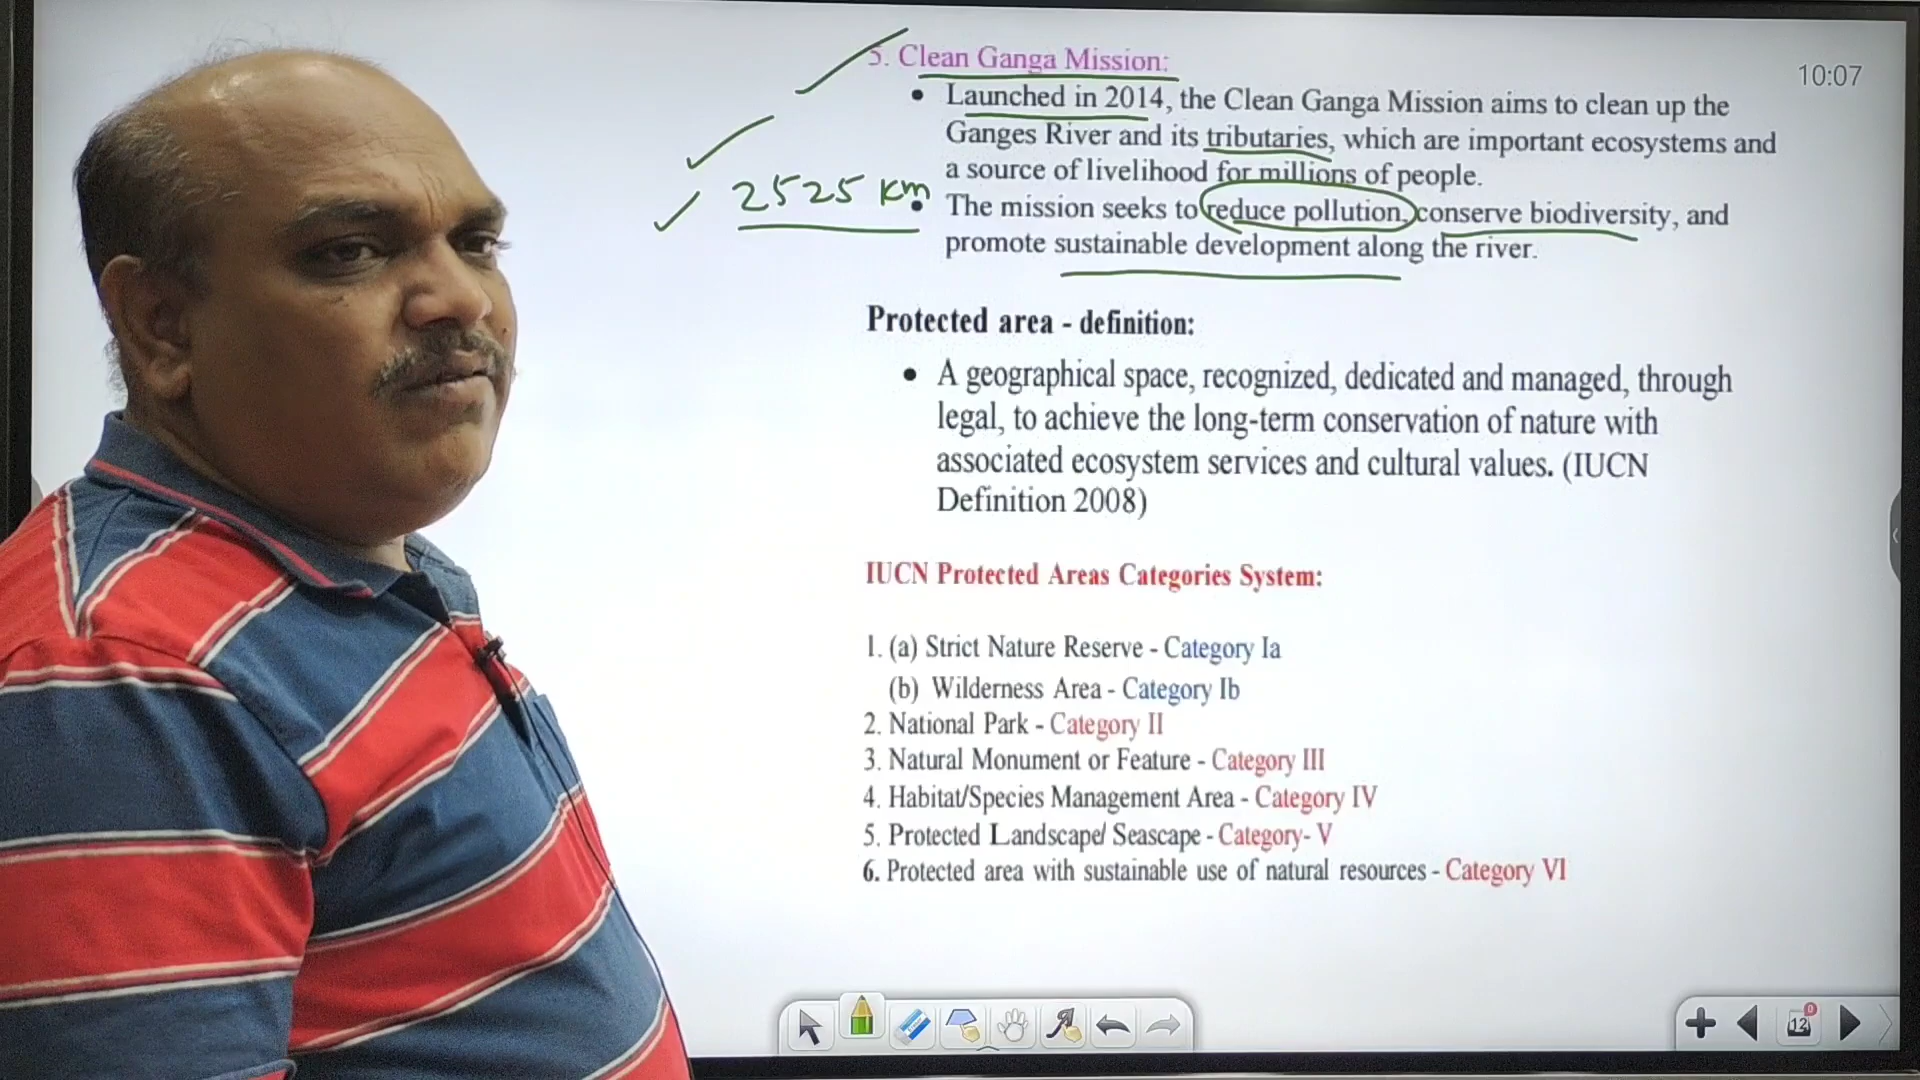 5. Clean Ganga Mission:
10:07
• Launched in 2014, the Clean Ganga Mission aims to clean up the
Ganges River and its tributaries, which are important ecosystems and
a source of livelihood for millions of people.
2525 km
• The mission seeks to reduce pollution, conserve biodiversity, and
promote sustainable development along the river.
Protected area - definition:
• A geographical space, recognized, dedicated and managed, through
legal, to achieve the long-term conservation of nature with
associated ecosystem services and cultural values. (IUCN
Definition 2008)
IUCN Protected Areas Categories System:
1. (a) Strict Nature Reserve - Category Ia
(b) Wilderness Area - Category Ib
2. National Park - Category II
3. Natural Monument or Feature - Category III
4. Habitat/Species Management Area - Category IV
5. Protected Landscape/ Seascape - Category- V
6. Protected area with sustainable use of natural resources - Category VI
12
0